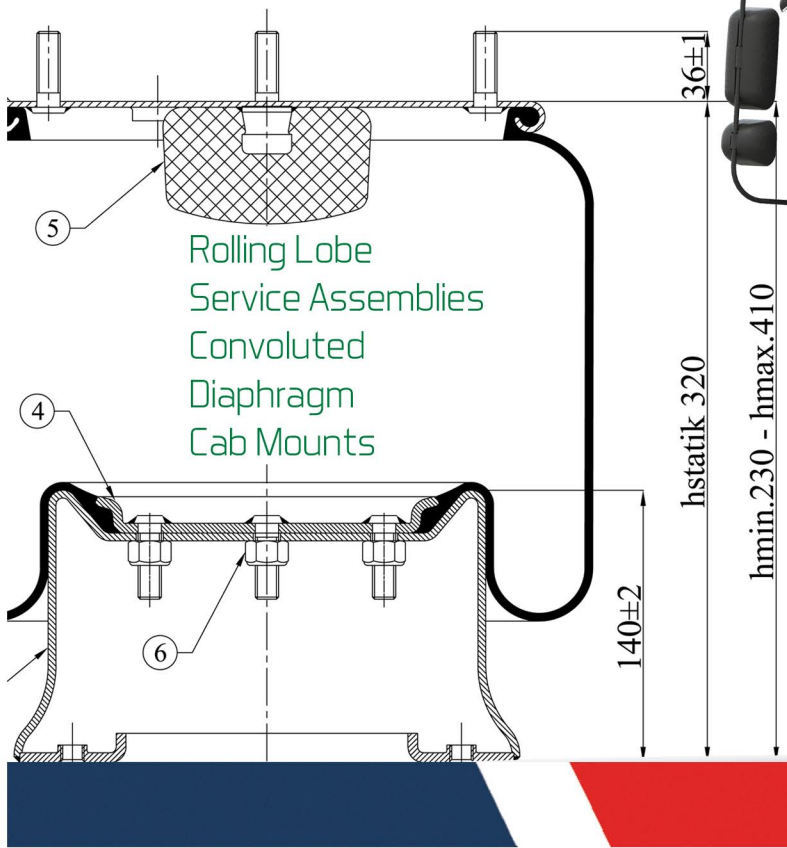 36±1
5
Rolling Lobe
Service Assemblies
Convoluted
Diaphragm
Cab Mounts
4
hstatik 320
hmin.230 - hmax.410
140±2
6